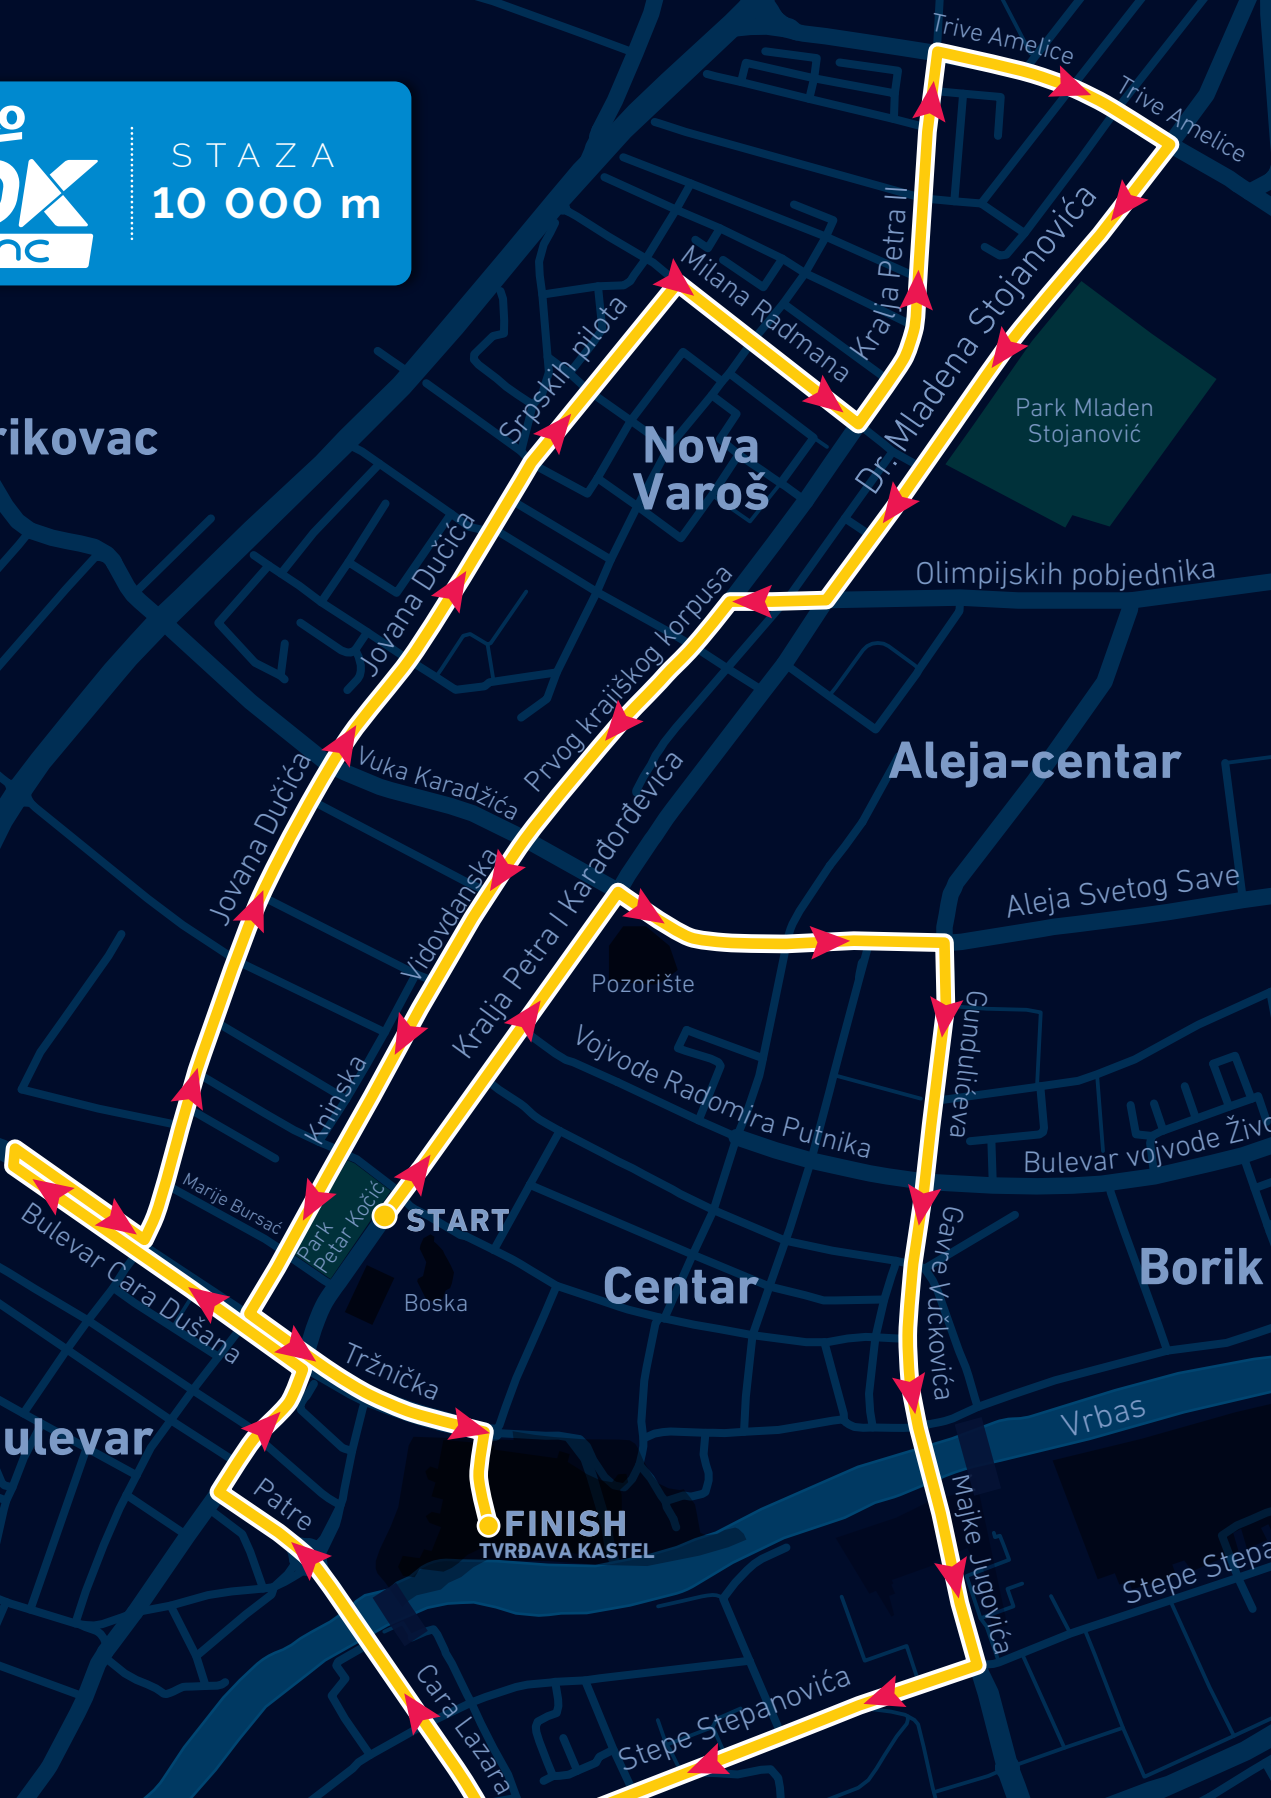 STAZA
10 000 m
Trive Amelice
Trive Amelice
Milana Radmana
Kralja Petra II
Dr. Mladena Stojanovića
Srpskih pilota
Park Mladen
Stojanović
rikovac
Nova
Varoš
Olimpijskih pobjednika
Jovana Dučića
Prvog krajiškog korpusa
Vuka Karadžića
Aleja-centar
Jovana Dučića
Vidovdanska
Kralja Petra I Karađorđevića
Aleja Svetog Save
Pozorište
Gundulićeva
Vojvode Radomira Putnika
Kninska
Bulevar vojvode Živo
Marije Bursać
Park
Petar Kočić
START
Bulevar Cara Dušana
Gavre Vučkovića
Borik
Centar
Boska
Tržnička
Vrbas
ulevar
Patre
FINISH
TVRĐAVA KASTEL
Majke Jugovića
Stepe Stepa
Cara Lazara
Stepe Stepanovića